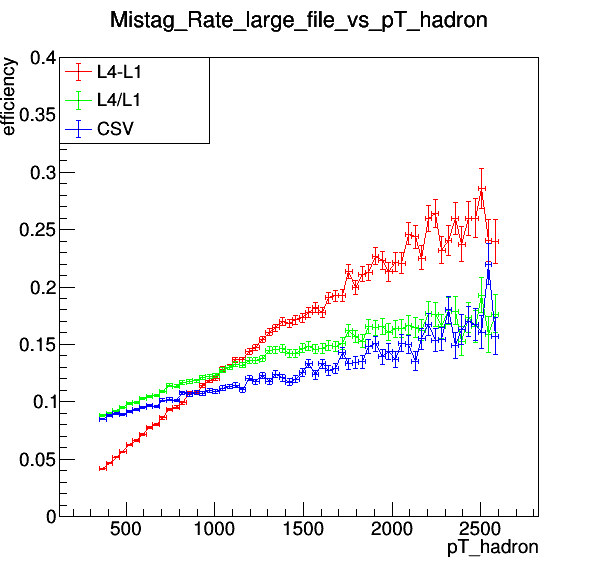 Mistag_Rate_large_file_vs_pT_hadron
efficiency
0.4
0.35
0.3
0.25
0.2
0.15
0.1
0.05
0
L4-L1
L4/L1
CSV
500 1000 1500 2000 2500
pT_hadron